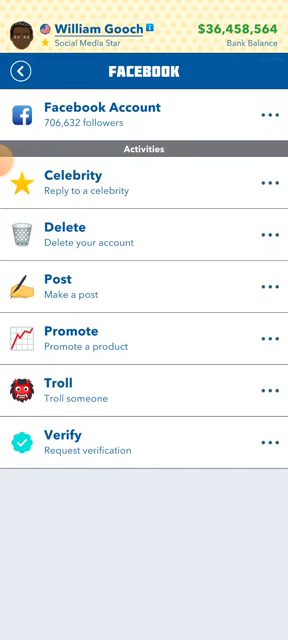 William Gooch
$36,458,564
Social Media Star
Bank Balance
FACEBOOK
Facebook Account
706,632 followers
Activities
Celebrity
Reply to a celebrity
Delete
Delete your account
Post
Make a post
Promote
Promote a product
Troll
Troll someone
Verify
Request verification